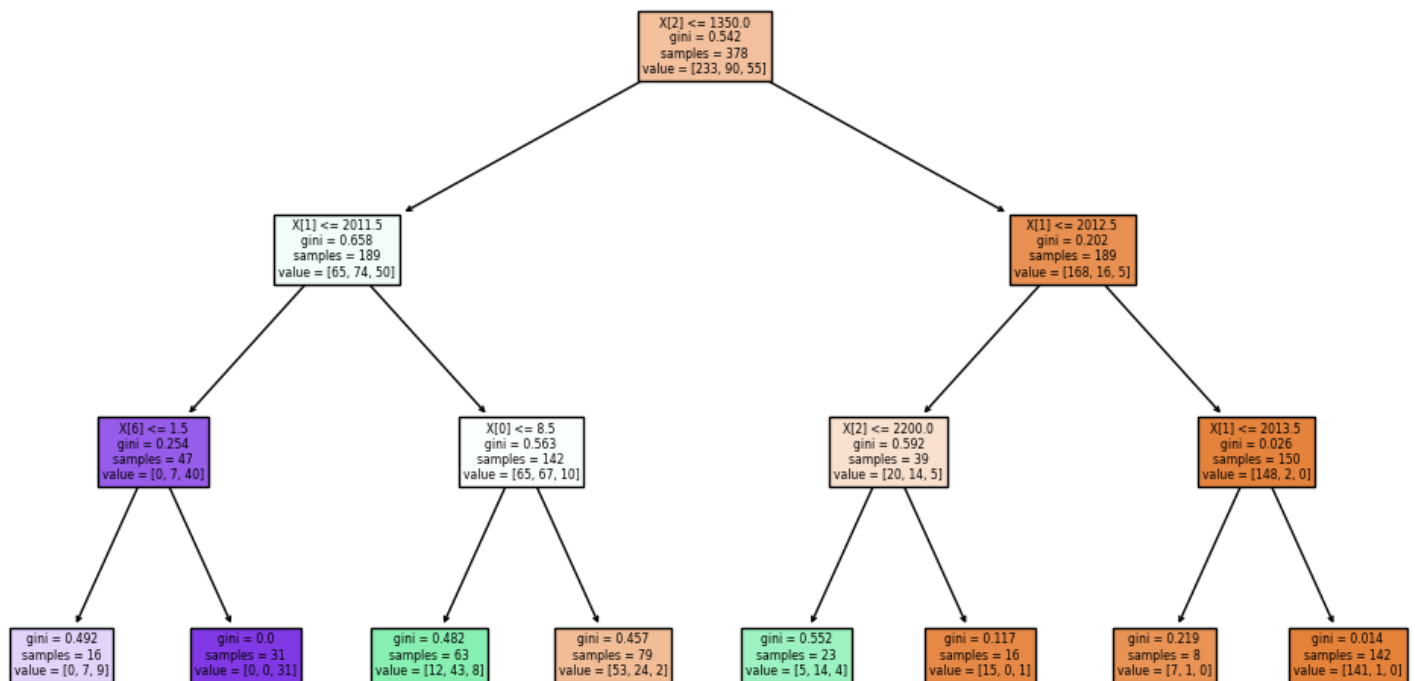 X[2] <= 1350.0
gini = 0.542
samples = 378
value = [233, 90, 55]
X[1] <= 2011.5
gini = 0.658
samples = 189
value = [65, 74, 50]
X[1] <= 2012.5
gini = 0.202
samples = 189
value = [168, 16, 5]
X[6] <= 1.5
gini = 0.254
samples = 47
value = [0, 7, 40]
X[0] <= 8.5
gini = 0.563
samples = 142
value = [65, 67, 10]
X[2] <= 2200.0
gini = 0.592
samples = 39
value = [20, 14, 5]
X[1] <= 2013.5
gini = 0.026
samples = 150
value = [148, 2, 0]
gini = 0.492
samples = 16
value = [0, 7, 9]
gini = 0.0
samples = 31
value = [0, 0, 31]
gini = 0.482
samples = 63
value = [12, 43, 8]
gini = 0.457
samples = 79
value = [53, 24, 2]
gini = 0.552
samples = 23
value = [5, 14, 4]
gini = 0.117
samples = 16
value = [15, 0, 1]
gini = 0.219
samples = 8
value = [7, 1, 0]
gini = 0.014
samples = 142
value = [141, 1, 0]